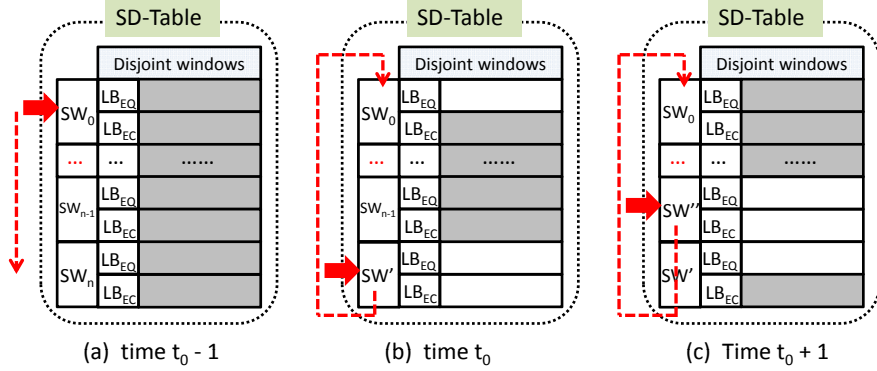 SD-Table
Disjoint windows
SW0
LBEQ
LBEC
...
...
......
SWn-1
LBEQ
LBEC
SWn
LBEQ
LBEC
(a) time t0 - 1
SD-Table
Disjoint windows
SW0
LBEQ
LBEC
...
...
......
SWn-1
LBEQ
LBEC
SW'
LBEQ
LBEC
(b) time t0
SD-Table
Disjoint windows
SW0
LBEQ
LBEC
...
...
......
SW''
LBEQ
LBEC
SW'
LBEQ
LBEC
(c) Time t0 + 1